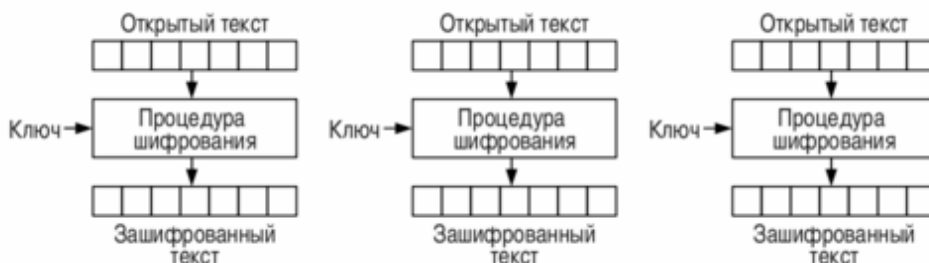 Открытый текст
Открытый текст
Открытый текст
Ключ
Процедура
шифрования
Ключ
Процедура
шифрования
Ключ
Процедура
шифрования
Зашифрованный
текст
Зашифрованный
текст
Зашифрованный
текст